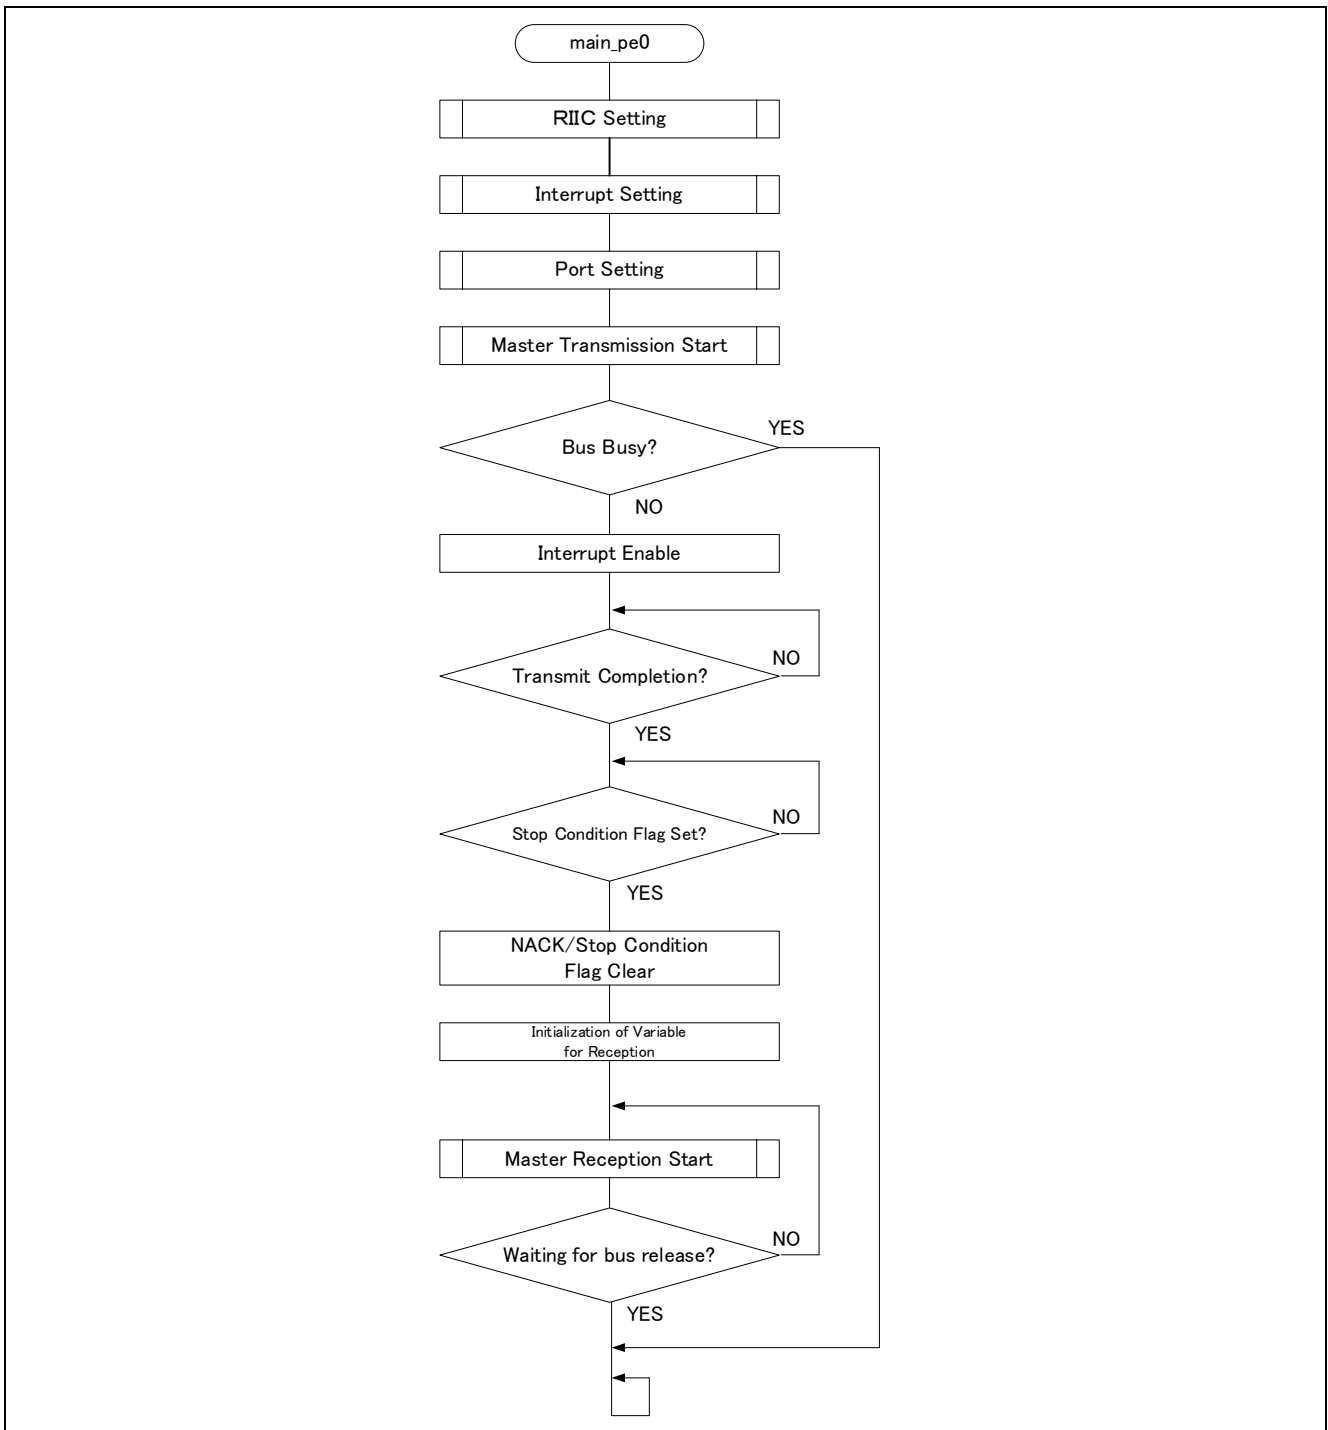 main_pe0
RIIC Setting
Interrupt Setting
Port Setting
Master Transmission Start
YES
Bus Busy?
NO
Interrupt Enable
NO
Transmit Completion?
YES
NO
Stop Condition Flag Set?
YES
NACK/Stop Condition
Flag Clear
Initialization of Variable
for Reception
Master Reception Start
NO
Waiting for bus release?
YES